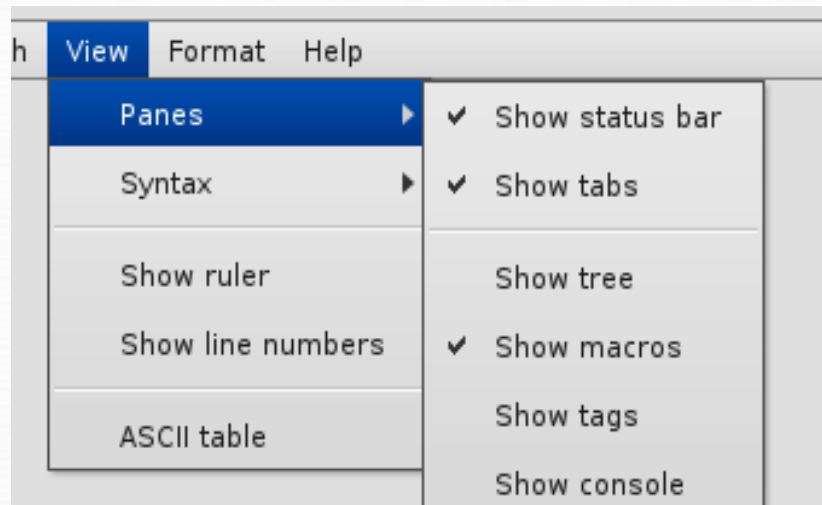 h View Format Help
Panes
Syntax
Show ruler
Show line numbers
ASCII table
Show status bar
Show tabs
Show tree
Show macros
Show tags
Show console